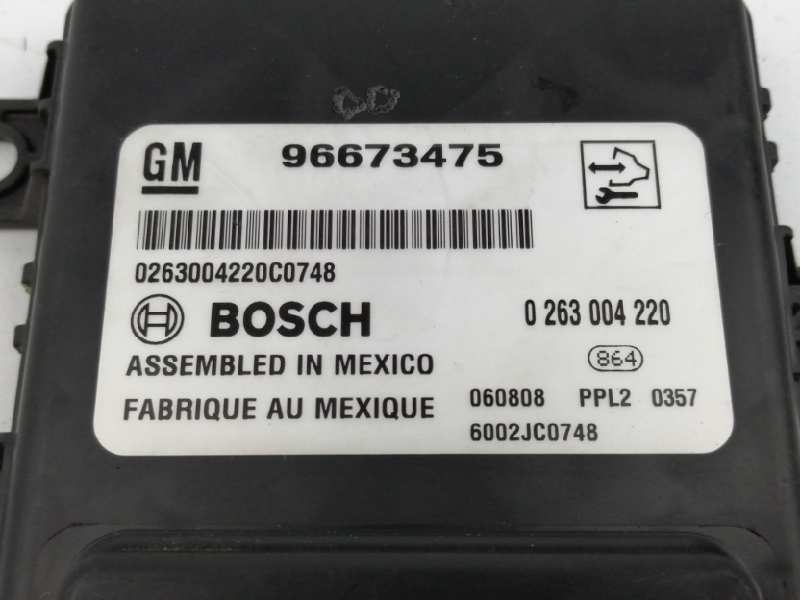 GM 96673475
0263004220C0748
BOSCH 0 263 004 220
ASSEMBLED IN MEXICO 864
FABRIQUE AU MEXIQUE 060808 PPL2 0357
6002JC0748